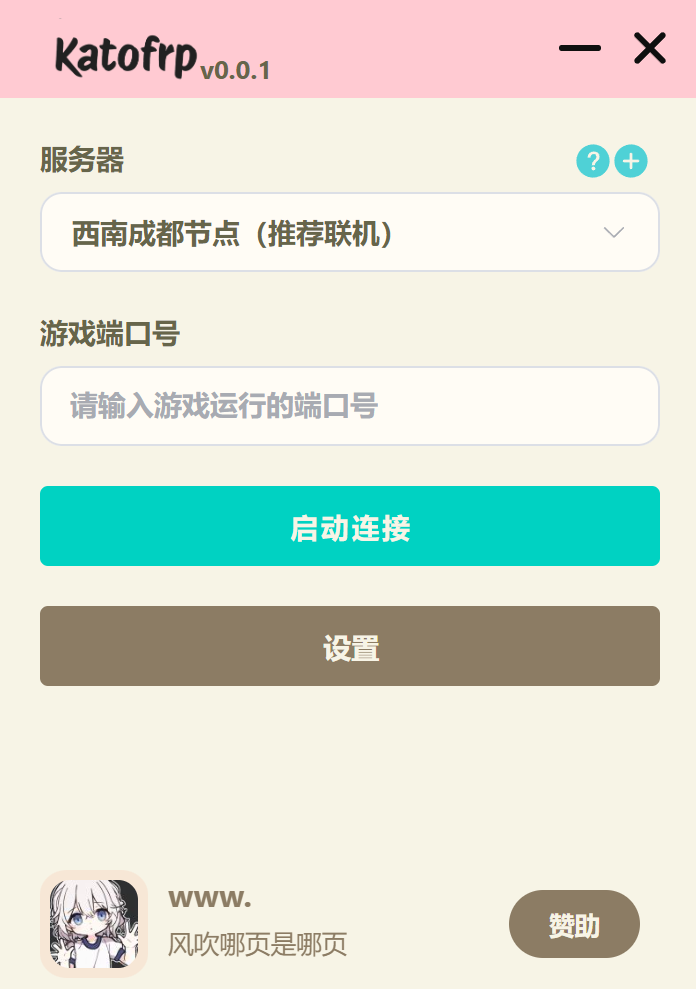 Katofrp v0.0.1
服务器
? +
西南成都节点（推荐联机）
游戏端口号
请输入游戏运行的端口号
启动连接
设置
www.
风吹哪页是哪页
赞助